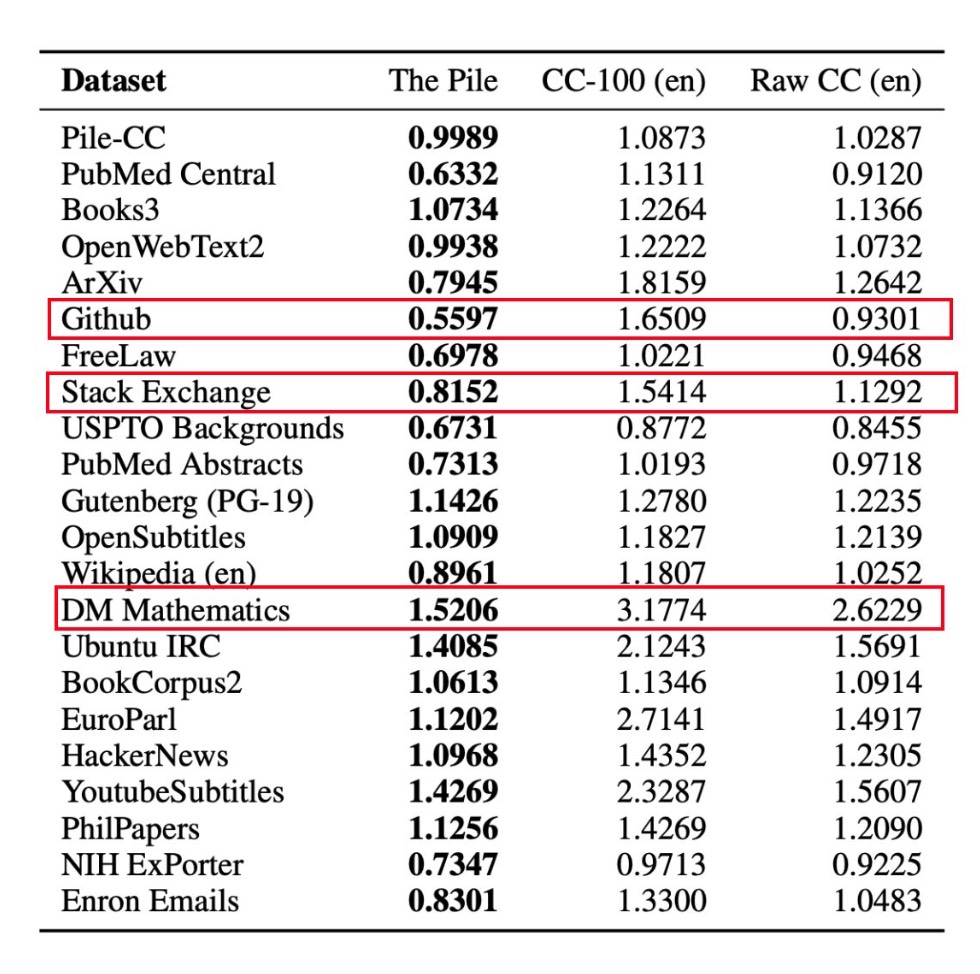 Dataset The Pile CC-100 (en) Raw CC (en)
Pile-CC 0.9989 1.0873 1.0287
PubMed Central 0.6332 1.1311 0.9120
Books3 1.0734 1.2264 1.1366
OpenWebText2 0.9938 1.2222 1.0732
ArXiv 0.7945 1.8159 1.2642
Github 0.5597 1.6509 0.9301
FreeLaw 0.6978 1.0221 0.9468
Stack Exchange 0.8152 1.5414 1.1292
USPTO Backgrounds 0.6731 0.8772 0.8455
PubMed Abstracts 0.7313 1.0193 0.9718
Gutenberg (PG-19) 1.1426 1.2780 1.2235
OpenSubtitles 1.0909 1.1827 1.2139
Wikipedia (en) 0.8961 1.1807 1.0252
DM Mathematics 1.5206 3.1774 2.6229
Ubuntu IRC 1.4085 2.1243 1.5691
BookCorpus2 1.0613 1.1346 1.0914
EuroParl 1.1202 2.7141 1.4917
HackerNews 1.0968 1.4352 1.2305
YoutubeSubtitles 1.4269 2.3287 1.5607
PhilPapers 1.1256 1.4269 1.2090
NIH ExPorter 0.7347 0.9713 0.9225
Enron Emails 0.8301 1.3300 1.0483